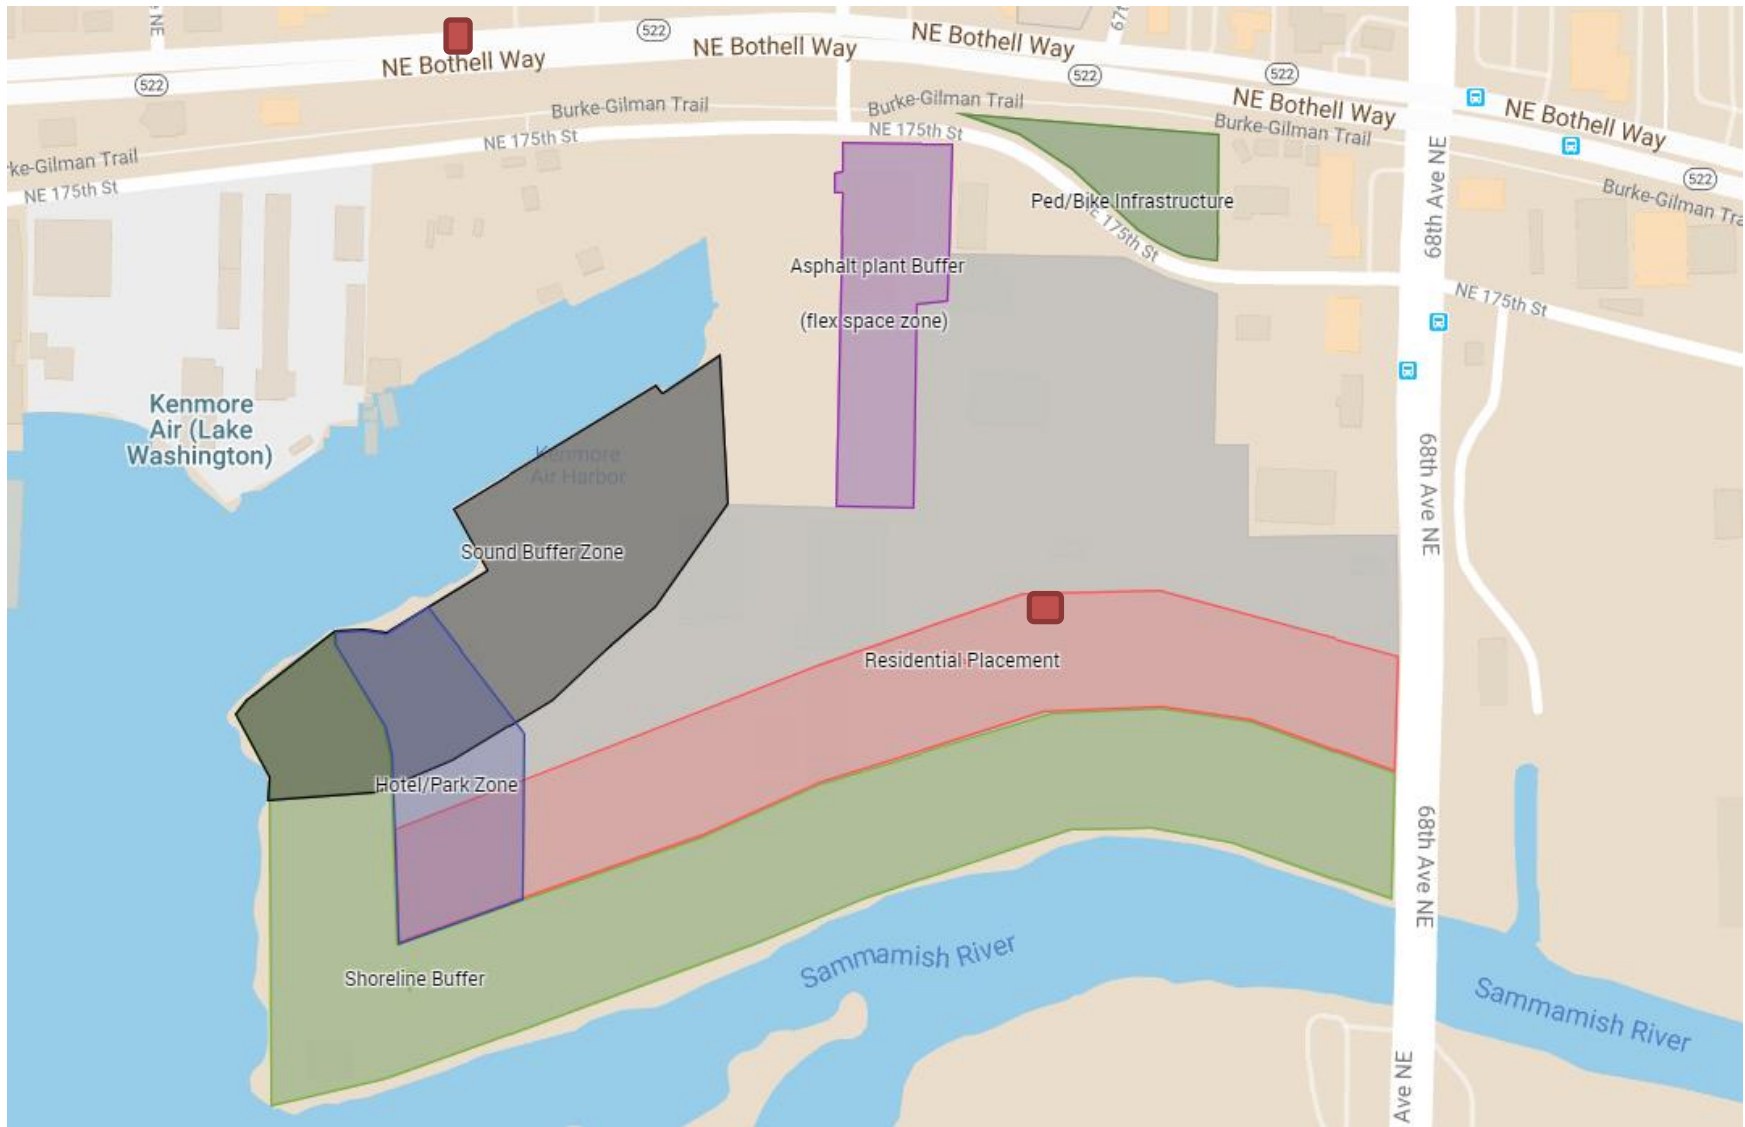 NE
522
NE Bothell Way
NE Bothell Way
NE Bothell Way
67t
522
522
522
NE Bothell Way
NE Bothell Way
Burke-Gilman Trail
Burke-Gilman Trail
Burke-Gilman Trail
rke-Gilman Trail
NE 175th St
NE 175th St
NE 175th St
522
Burke-Gilman Tra
68th Ave NE
Ped/Bike Infrastructure
NE 175th St
Asphalt plant Buffer
(flex space zone)
NE 175th St
Kenmore
Air (Lake
Washington)
Kenmore
Air Harbor
68th Ave NE
Sound Buffer Zone
Residential Placement
Hotel/Park Zone
68th Ave NE
Shoreline Buffer
Sammamish River
Sammamish River
Ave NE